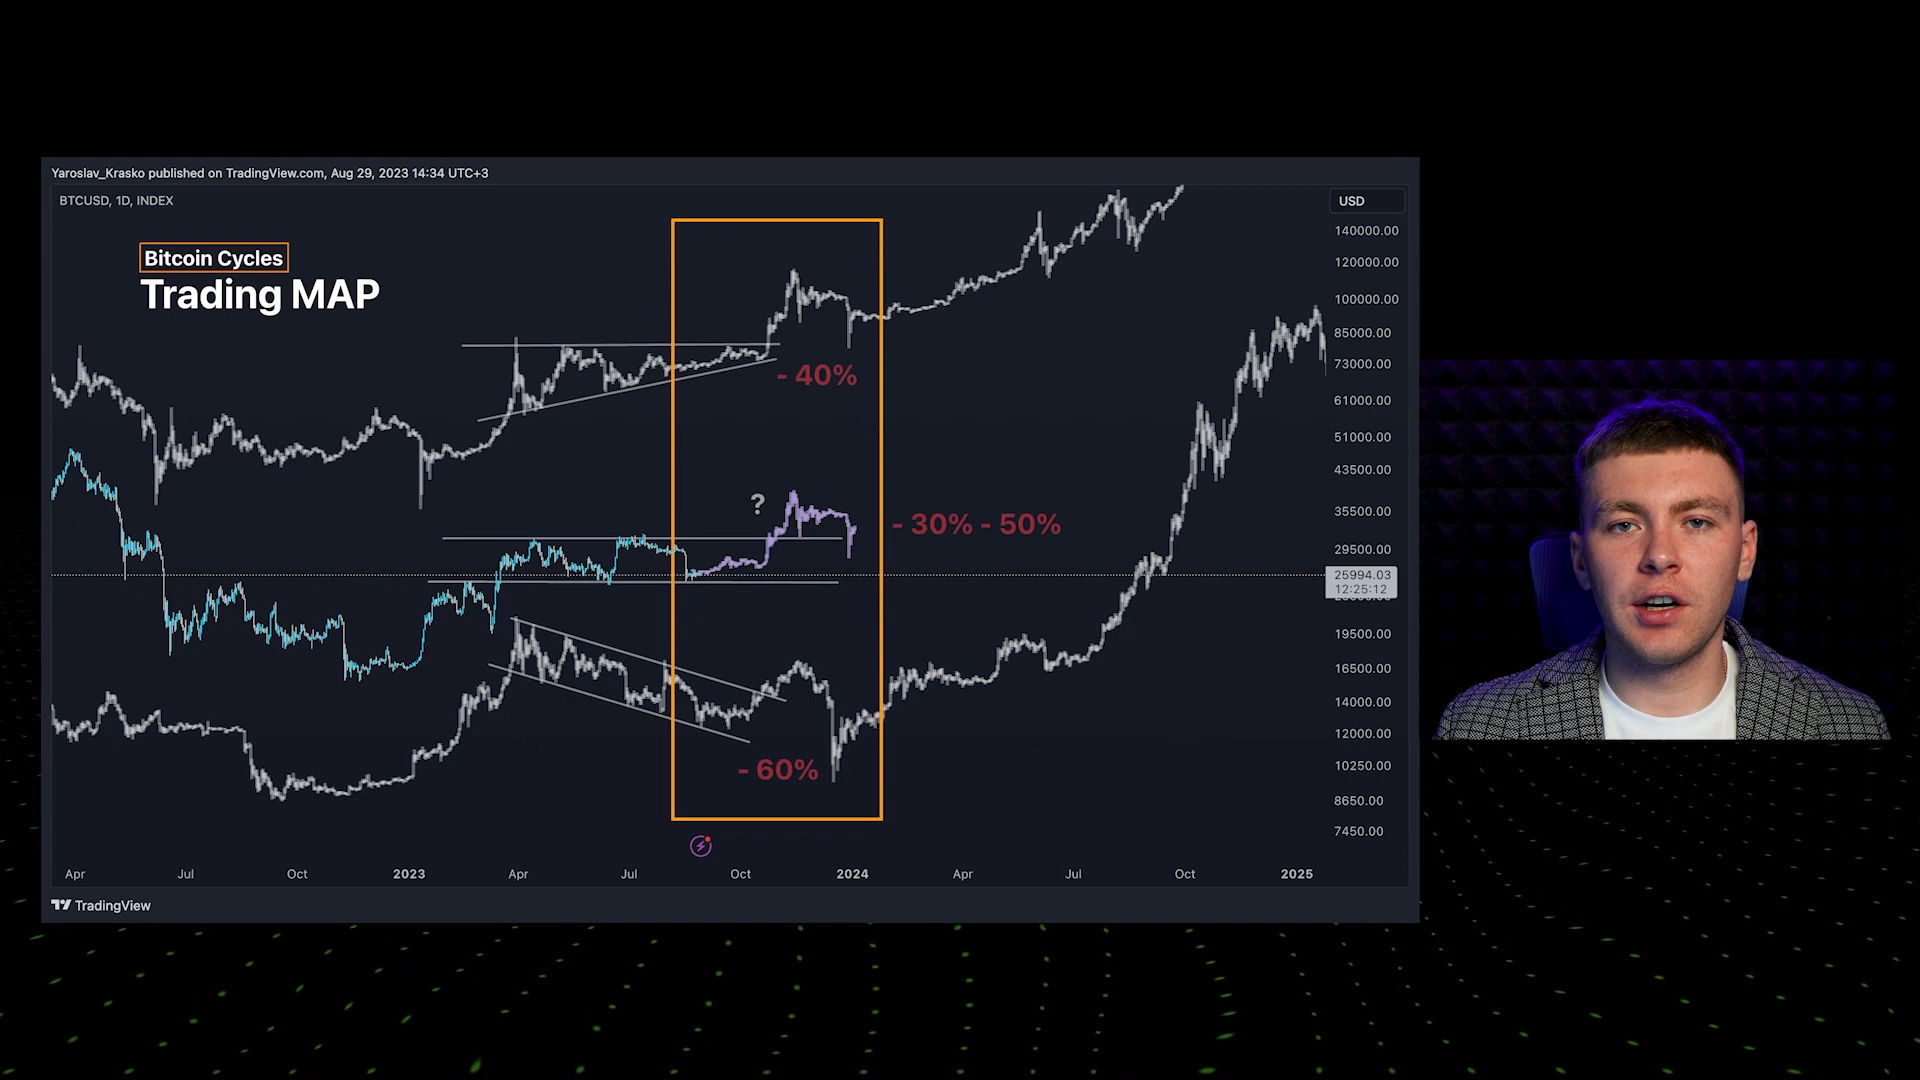 Yaroslav_Krasko published on TradingView.com, Aug 29, 2023 14:34 UTC+3
BTCUSD, 1D, INDEX
USD
Bitcoin Cycles
Trading MAP
140000.00
120000.00
100000.00
85000.00
73000.00
61000.00
51000.00
43500.00
35500.00
29500.00
25994.03
12:25:12
19500.00
16500.00
14000.00
12000.00
10250.00
8650.00
7450.00
- 40%
?
- 30% - 50%
- 60%
Apr Jul Oct 2023 Apr Jul Oct 2024 Apr Jul Oct 2025
TradingView